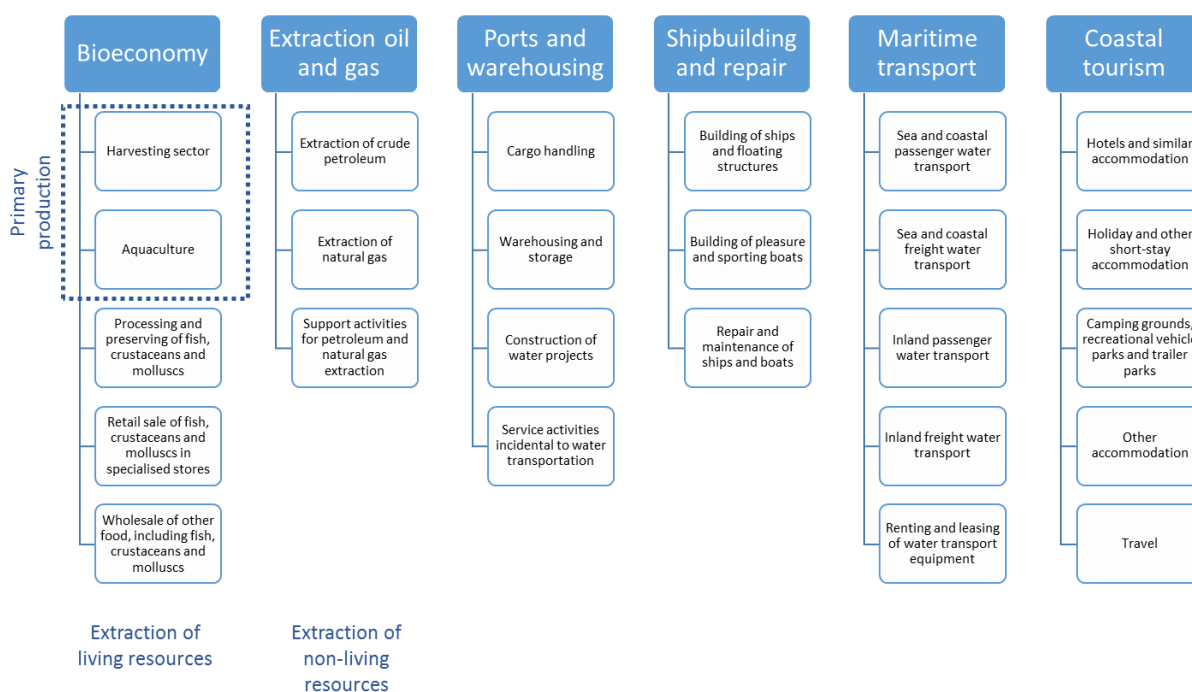 Bioeconomy
Extraction oil
and gas
Ports and
warehousing
Shipbuilding
and repair
Maritime
transport
Coastal
tourism
Primary
production
Harvesting sector
Aquaculture
Processing and
preserving of fish,
crustaceans and
molluscs
Retail sale of fish,
crustaceans and
molluscs in
specialised stores
Wholesale of other
food, including fish,
crustaceans and
molluscs
Extraction of
living resources
Extraction of crude
petroleum
Extraction of
natural gas
Support activities
for petroleum and
natural gas
extraction
Extraction of
non-living
resources
Cargo handling
Warehousing and
storage
Construction of
water projects
Service activities
incidental to water
transportation
Building of ships
and floating
structures
Building of pleasure
and sporting boats
Repair and
maintenance of
ships and boats
Sea and coastal
passenger water
transport
Sea and coastal
freight water
transport
Inland passenger
water transport
Inland freight water
transport
Renting and leasing
of water transport
equipment
Hotels and similar
accommodation
Holiday and other
short-stay
accommodation
Camping grounds,
recreational vehicle
parks and trailer
parks
Other
accommodation
Travel